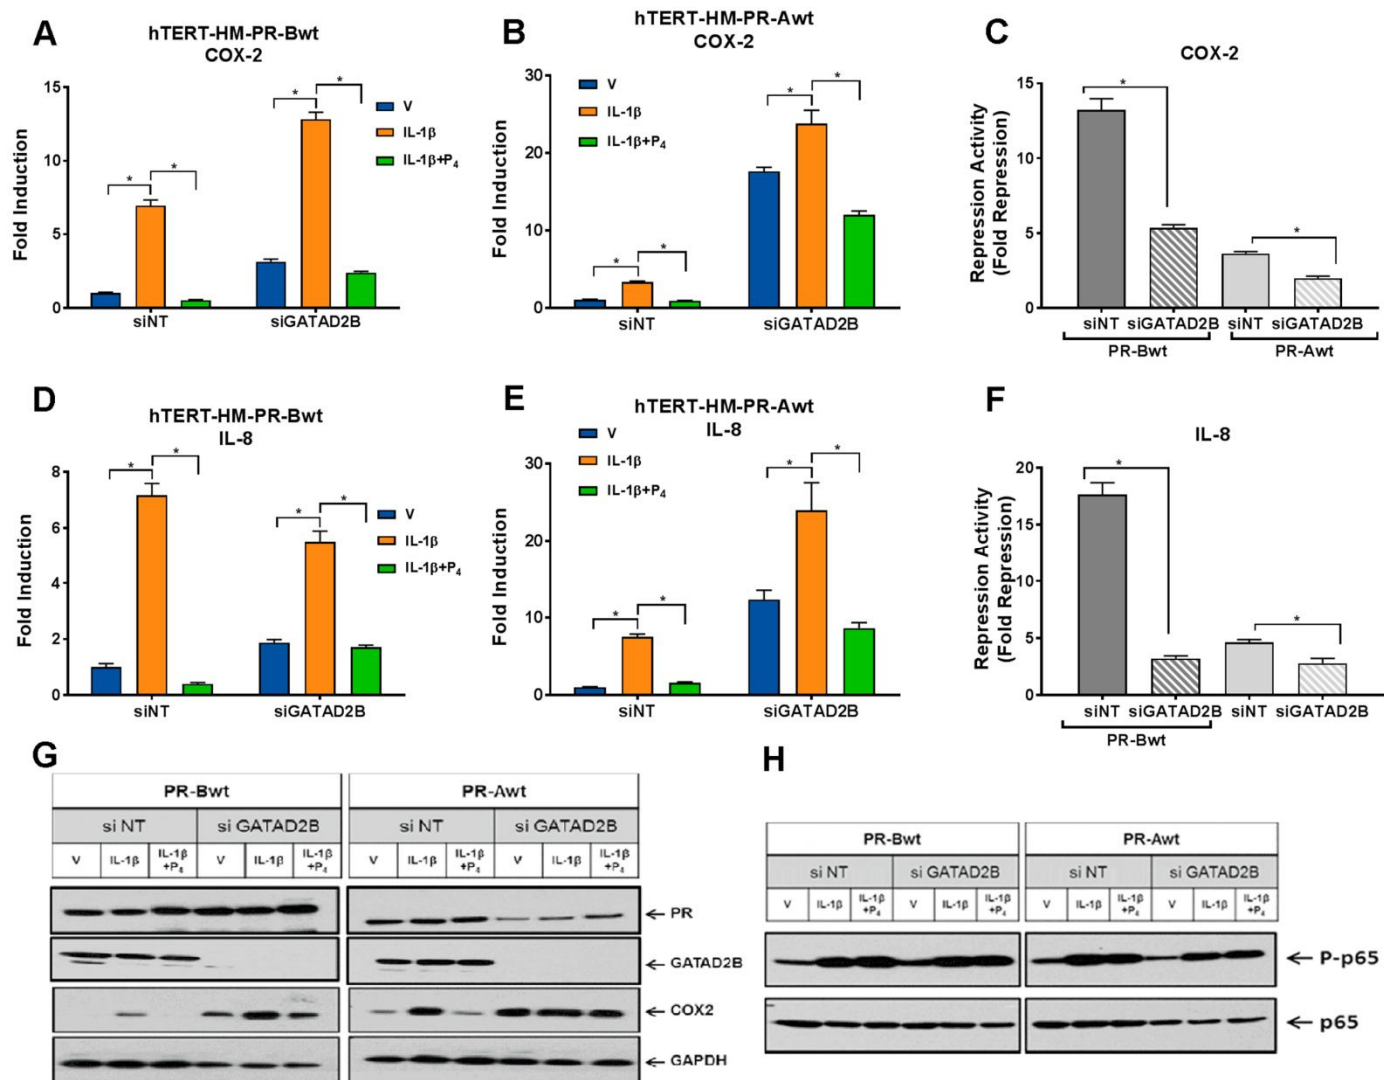 A
hTERT-HM-PR-Bwt
COX-2
Fold Induction
15
10
5
0
*
*
*
*
V
IL-1β
IL-1β+P4
siNT
siGATAD2B
B
hTERT-HM-PR-Awt
COX-2
Fold Induction
30
20
10
0
V
IL-1β
IL-1β+P4
*
*
*
*
siNT
siGATAD2B
C
COX-2
Repression Activity
(Fold Repression)
15
10
5
0
*
*
siNT siGATAD2B siNT siGATAD2B
PR-Bwt PR-Awt
D
hTERT-HM-PR-Bwt
IL-8
Fold Induction
8
6
4
2
0
*
*
*
*
V
IL-1β
IL-1β+P4
siNT
siGATAD2B
E
hTERT-HM-PR-Awt
IL-8
Fold Induction
30
20
10
0
V
IL-1β
IL-1β+P4
*
*
*
*
siNT
siGATAD2B
F
IL-8
Repression Activity
(Fold Repression)
20
15
10
5
0
*
*
siNT siGATAD2B siNT siGATAD2B
PR-Bwt
G
PR-Bwt PR-Awt
si NT si GATAD2B si NT si GATAD2B
V IL-1β IL-1β +P4 V IL-1β IL-1β +P4 V IL-1β IL-1β +P4 V IL-1β IL-1β +P4
← PR
← GATAD2B
← COX2
← GAPDH
H
PR-Bwt PR-Awt
si NT si GATAD2B si NT si GATAD2B
V IL-1β IL-1β +P4 V IL-1β IL-1β +P4 V IL-1β IL-1β +P4 V IL-1β IL-1β +P4
← P-p65
← p65